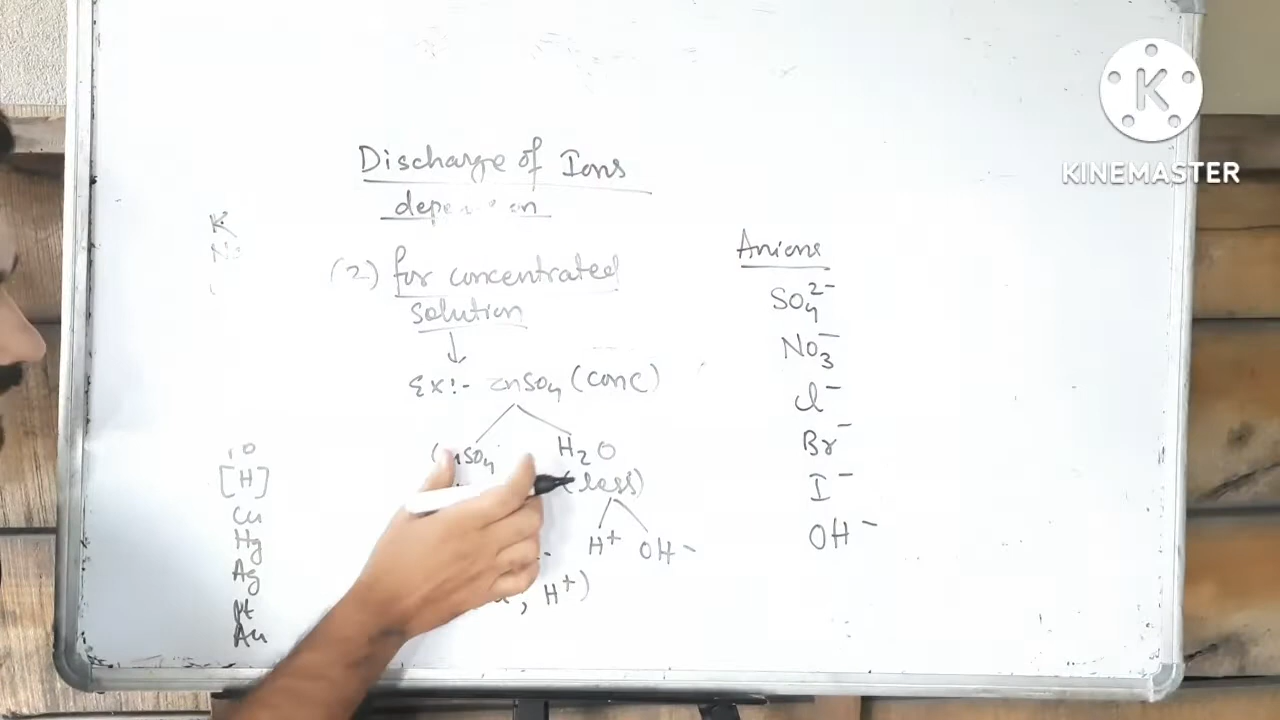 Discharge of Ions
K
(2) for concentrated
solution
Ex:- ZnSO4 (conc)
H2O
(less)
H+ OH-
, H+)
[H]
Cu
Hg
Ag
Pt
Au
Anions
SO4 2-
NO3-
Cl-
Br-
I-
OH-
K
KINEMASTER